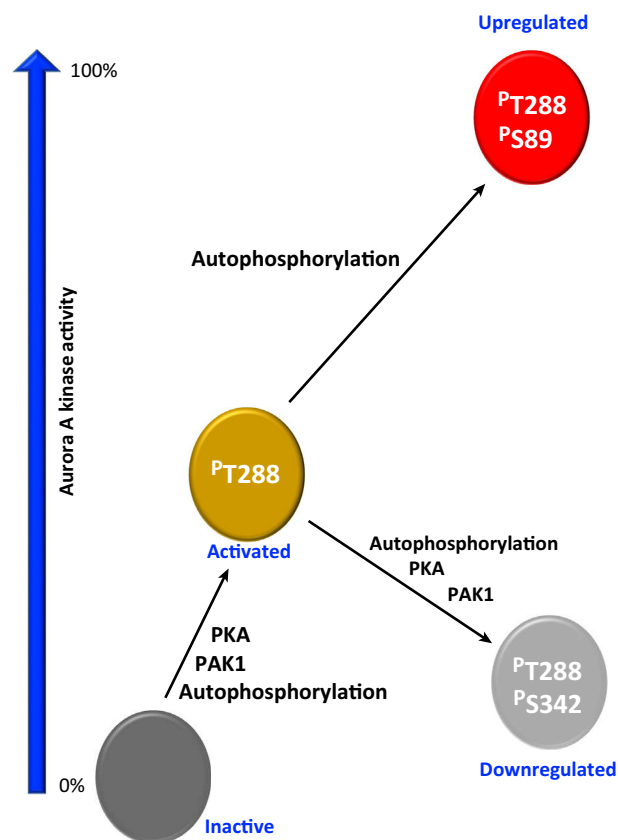 Upregulated
100%
ᴾT288
ᴾS89
Autophosphorylation
Aurora A kinase activity
ᴾT288
Activated
Autophosphorylation
PKA
PAK1
PKA
PAK1
Autophosphorylation
ᴾT288
ᴾS342
Downregulated
0%
Inactive